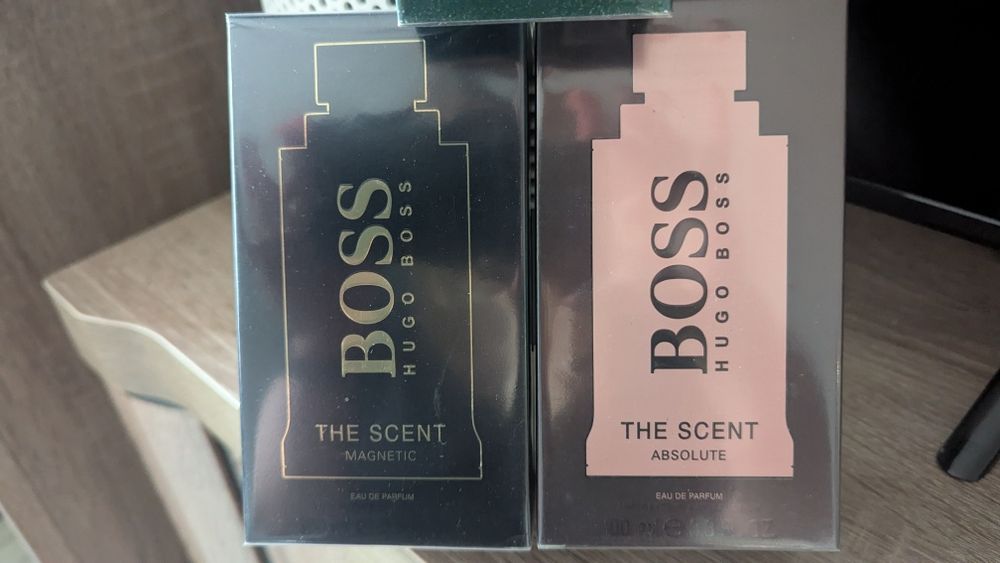 BOSS
HUGO BOSS
THE SCENT
MAGNETIC
EAU DE PARFUM
BOSS
HUGO BOSS
THE SCENT
ABSOLUTE
EAU DE PARFUM